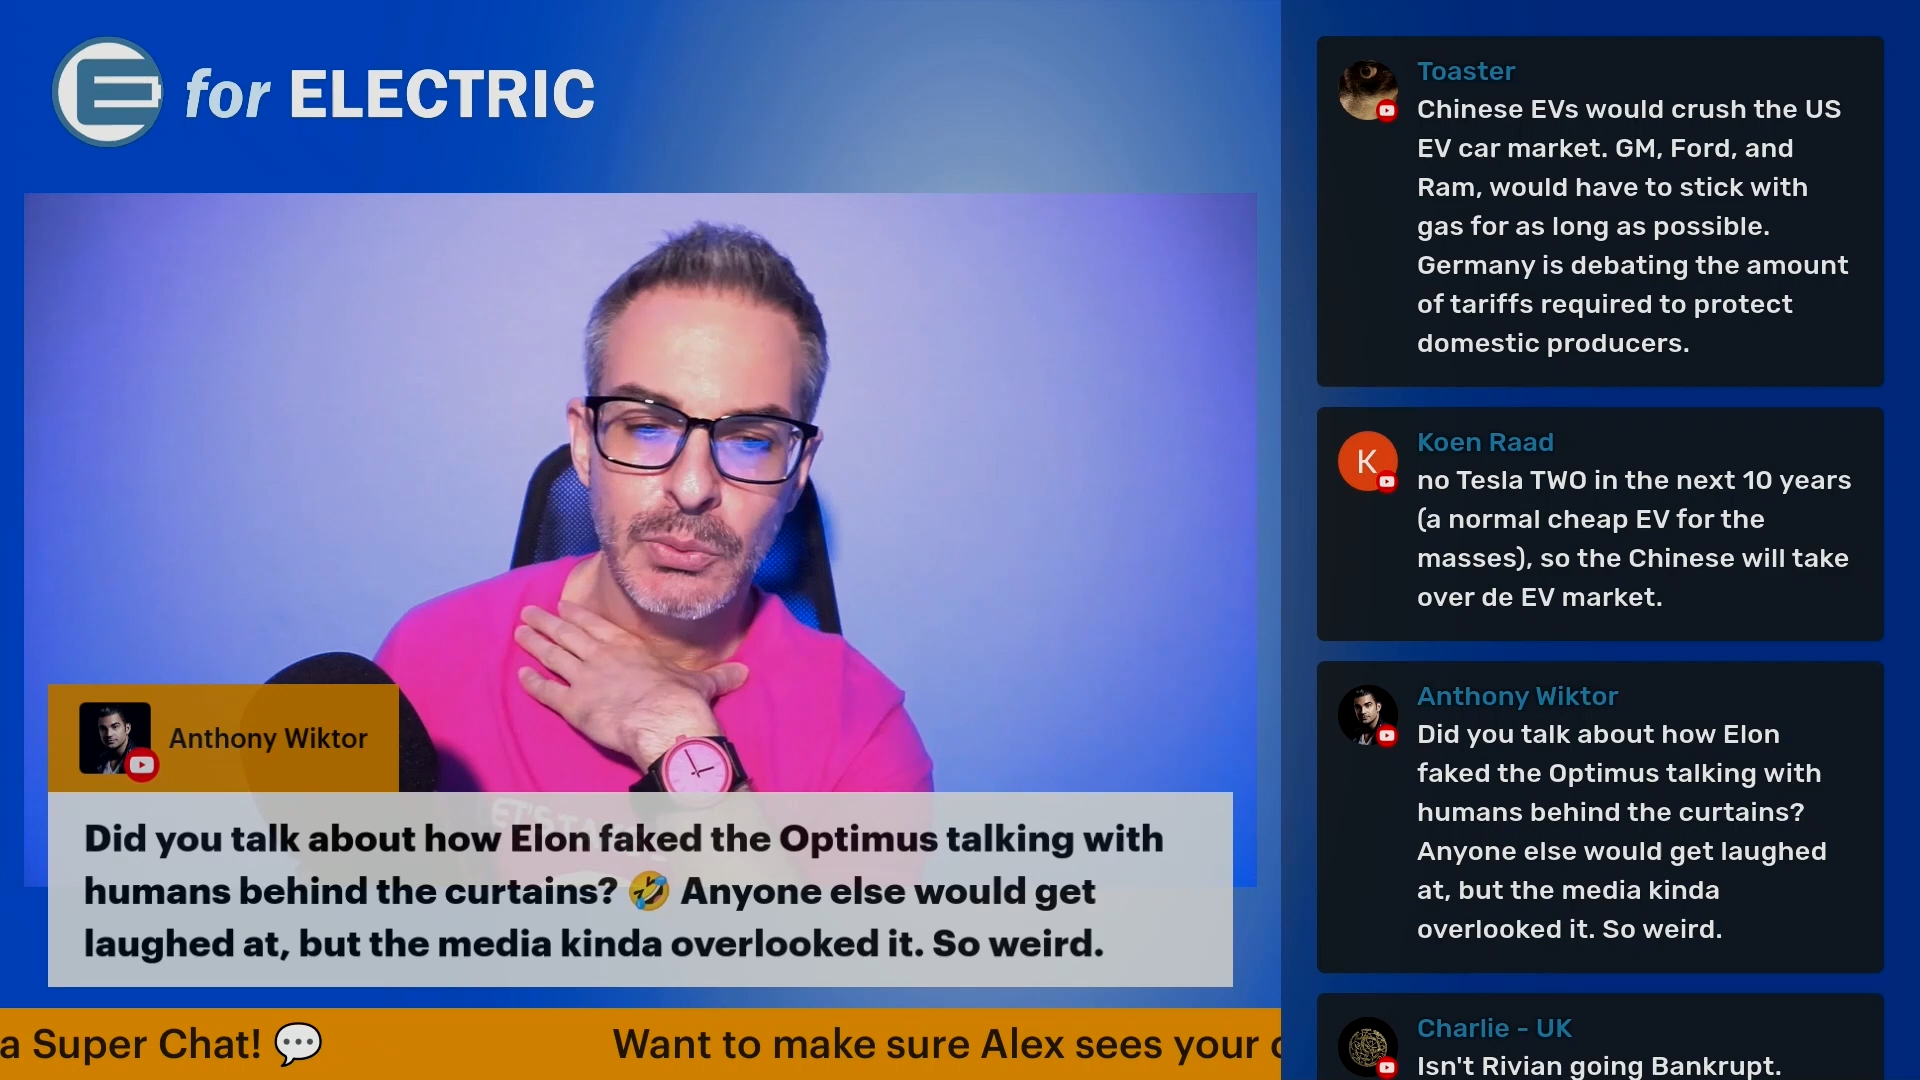 E for ELECTRIC
Anthony Wiktor
Did you talk about how Elon faked the Optimus talking with
humans behind the curtains? 🤣 Anyone else would get
laughed at, but the media kinda overlooked it. So weird.
a Super Chat! 💬 Want to make sure Alex sees your
Toaster
Chinese EVs would crush the US
EV car market. GM, Ford, and
Ram, would have to stick with
gas for as long as possible.
Germany is debating the amount
of tariffs required to protect
domestic producers.
K
Koen Raad
no Tesla TWO in the next 10 years
(a normal cheap EV for the
masses), so the Chinese will take
over de EV market.
Anthony Wiktor
Did you talk about how Elon
faked the Optimus talking with
humans behind the curtains?
Anyone else would get laughed
at, but the media kinda
overlooked it. So weird.
Charlie - UK
Isn't Rivian going Bankrupt.